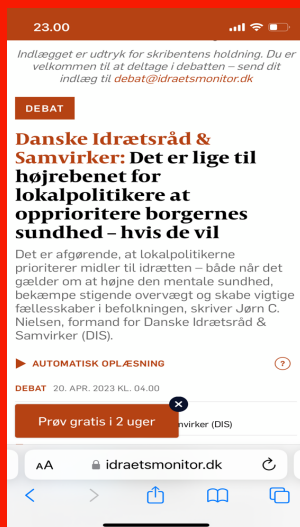 23.00
Indlægget er udtryk for skribentens holdning. Du er
velkommen til at deltage i debatten – send dit
indlæg til debat@idraetsmonitor.dk
DEBAT
Danske Idrætsråd &
Samvirker: Det er lige til
højrebenet for
lokalpolitikere at
opprioritere borgernes
sundhed – hvis de vil
Det er afgørende, at lokalpolitikerne
prioriterer midler til idrætten – både når det
gælder om at højne den mentale sundhed,
bekæmpe stigende overvægt og skabe vigtige
fællesskaber i befolkningen, skriver Jørn C.
Nielsen, formand for Danske Idrætsråd &
Samvirker (DIS).
AUTOMATISK OPLÆSNING
?
DEBAT 20. APR. 2023 KL. 04.00
Prøv gratis i 2 uger
mvirker (DIS)
AA idraetsmonitor.dk